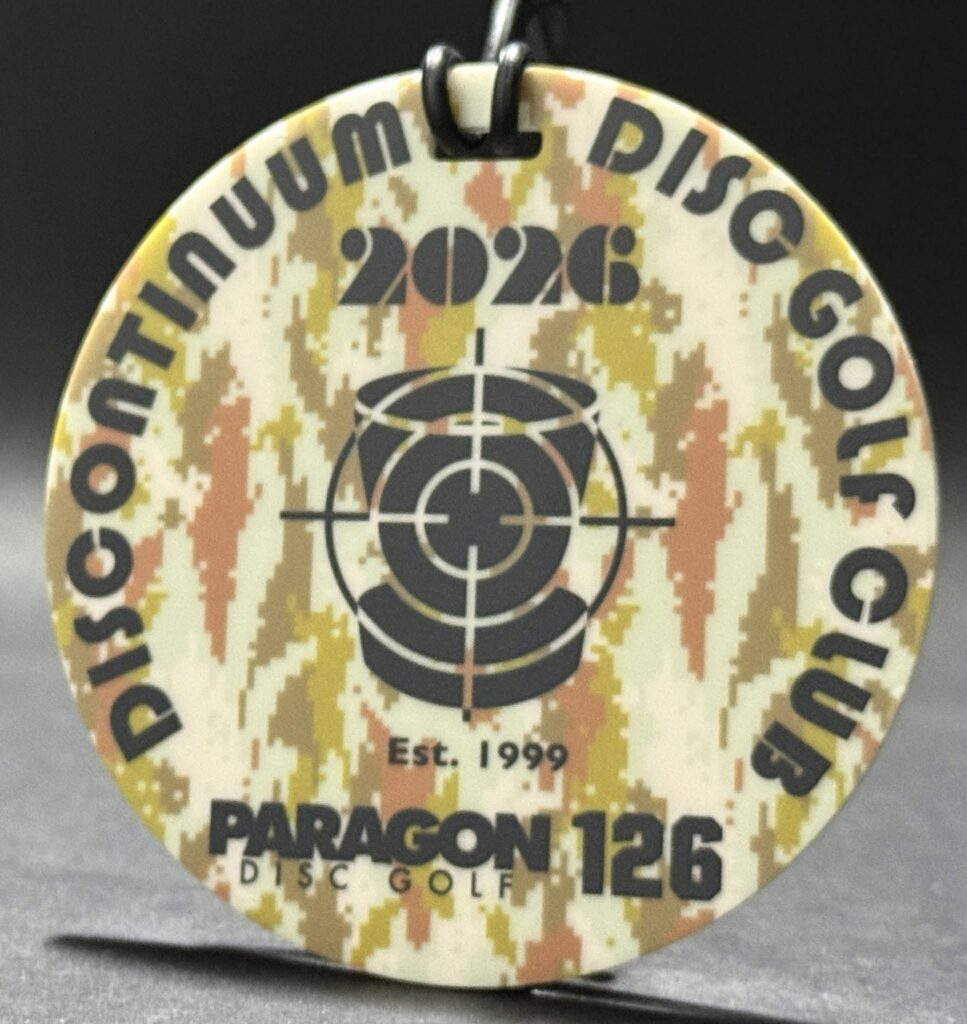 DISCONTINUUM DISC GOLF CLUB
2026
Est. 1999
PARAGON 126
DISC GOLF